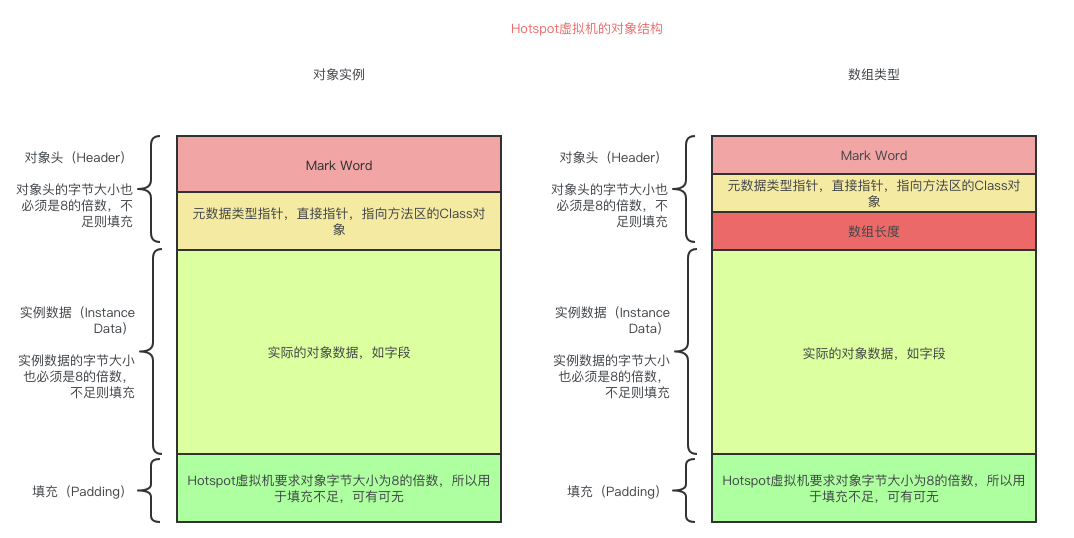 Hotspot虚拟机的对象结构
对象实例
对象头（Header）
对象头的字节大小也
必须是8的倍数，不
足则填充
Mark Word
元数据类型指针，直接指针，指向方法区的Class对
象
实例数据（Instance
Data）
实例数据的字节大小
也必须是8的倍数，
不足则填充
实际的对象数据，如字段
填充（Padding）
Hotspot虚拟机要求对象字节大小为8的倍数，所以用
于填充不足，可有可无
数组类型
对象头（Header）
对象头的字节大小也
必须是8的倍数，不
足则填充
Mark Word
元数据类型指针，直接指针，指向方法区的Class对
象
数组长度
实例数据（Instance
Data）
实例数据的字节大小
也必须是8的倍数，
不足则填充
实际的对象数据，如字段
填充（Padding）
Hotspot虚拟机要求对象字节大小为8的倍数，所以用
于填充不足，可有可无